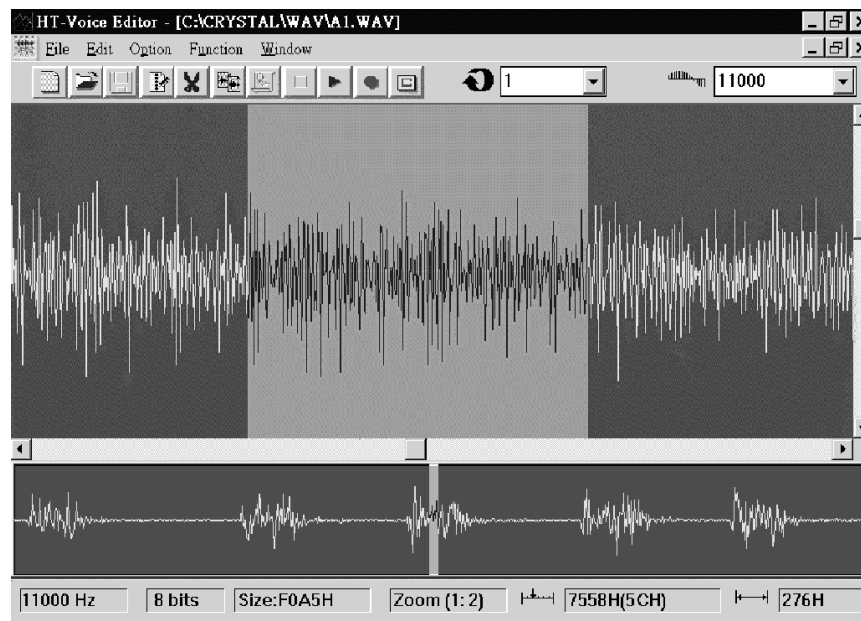 HT-Voice Editor - [C:\CRYSTAL\WAV\A1.WAV]
File Edit Option Function Window
1 11000
11000 Hz 8 bits Size:F0A5H Zoom (1:2) 7558H(5CH) 276H